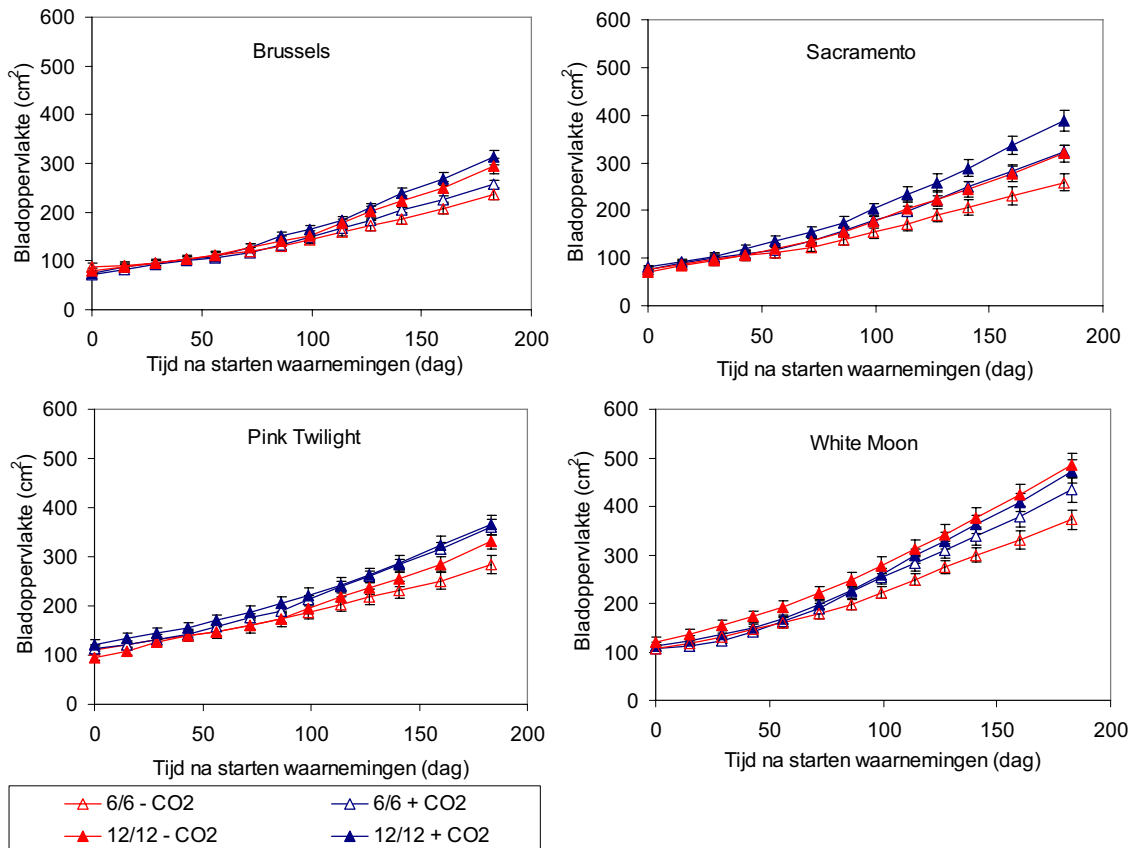 Brussels
Bladoppervlakte (cm2)
600
500
400
300
200
100
0
0 50 100 150 200
Tijd na starten waarnemingen (dag)
Sacramento
Bladoppervlakte (cm2)
600
500
400
300
200
100
0
0 50 100 150 200
Tijd na starten waarnemingen (dag)
Pink Twilight
Bladoppervlakte (cm2)
600
500
400
300
200
100
0
0 50 100 150 200
Tijd na starten waarnemingen (dag)
White Moon
Bladoppervlakte (cm2)
600
500
400
300
200
100
0
0 50 100 150 200
Tijd na starten waarnemingen (dag)
6/6 - CO2 6/6 + CO2
12/12 - CO2 12/12 + CO2